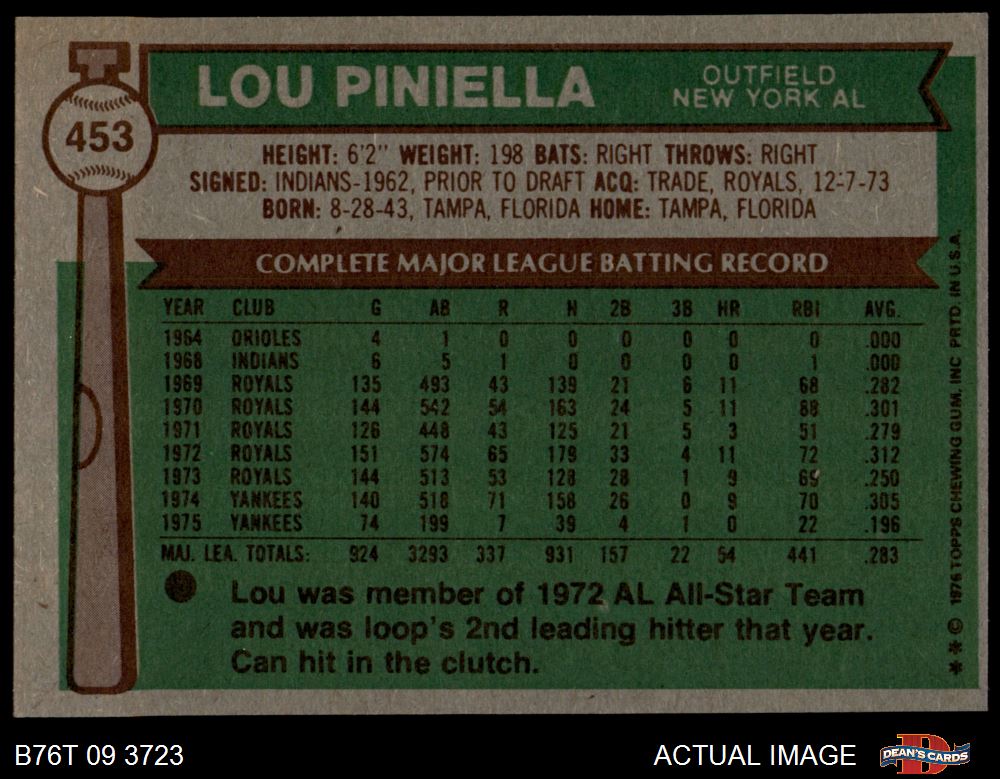 453
LOU PINIELLA
OUTFIELD
NEW YORK AL
HEIGHT: 6'2" WEIGHT: 198 BATS: RIGHT THROWS: RIGHT
SIGNED: INDIANS-1962, PRIOR TO DRAFT ACQ: TRADE, ROYALS, 12-7-73
BORN: 8-28-43, TAMPA, FLORIDA HOME: TAMPA, FLORIDA
COMPLETE MAJOR LEAGUE BATTING RECORD
YEAR CLUB G AB R H 2B 3B HR RBI AVG.
1964 ORIOLES 4 1 0 0 0 0 0 0 .000
1968 INDIANS 6 5 1 0 0 0 0 1 .000
1969 ROYALS 135 493 43 139 21 6 11 68 .282
1970 ROYALS 144 542 54 163 24 5 11 88 .301
1971 ROYALS 126 448 43 125 21 5 3 51 .279
1972 ROYALS 151 574 65 179 33 4 11 72 .312
1973 ROYALS 144 513 53 128 28 1 9 69 .250
1974 YANKEES 140 518 71 158 26 0 9 70 .305
1975 YANKEES 74 199 7 39 4 1 0 22 .196
MAJ. LEA. TOTALS: 924 3293 337 931 157 22 54 441 .283
Lou was member of 1972 AL All-Star Team
and was loop's 2nd leading hitter that year.
Can hit in the clutch.
** © 1976 TOPPS CHEWING GUM, INC PRTD. IN U.S.A.
B76T 09 3723
ACTUAL IMAGE
DEAN'S CARDS